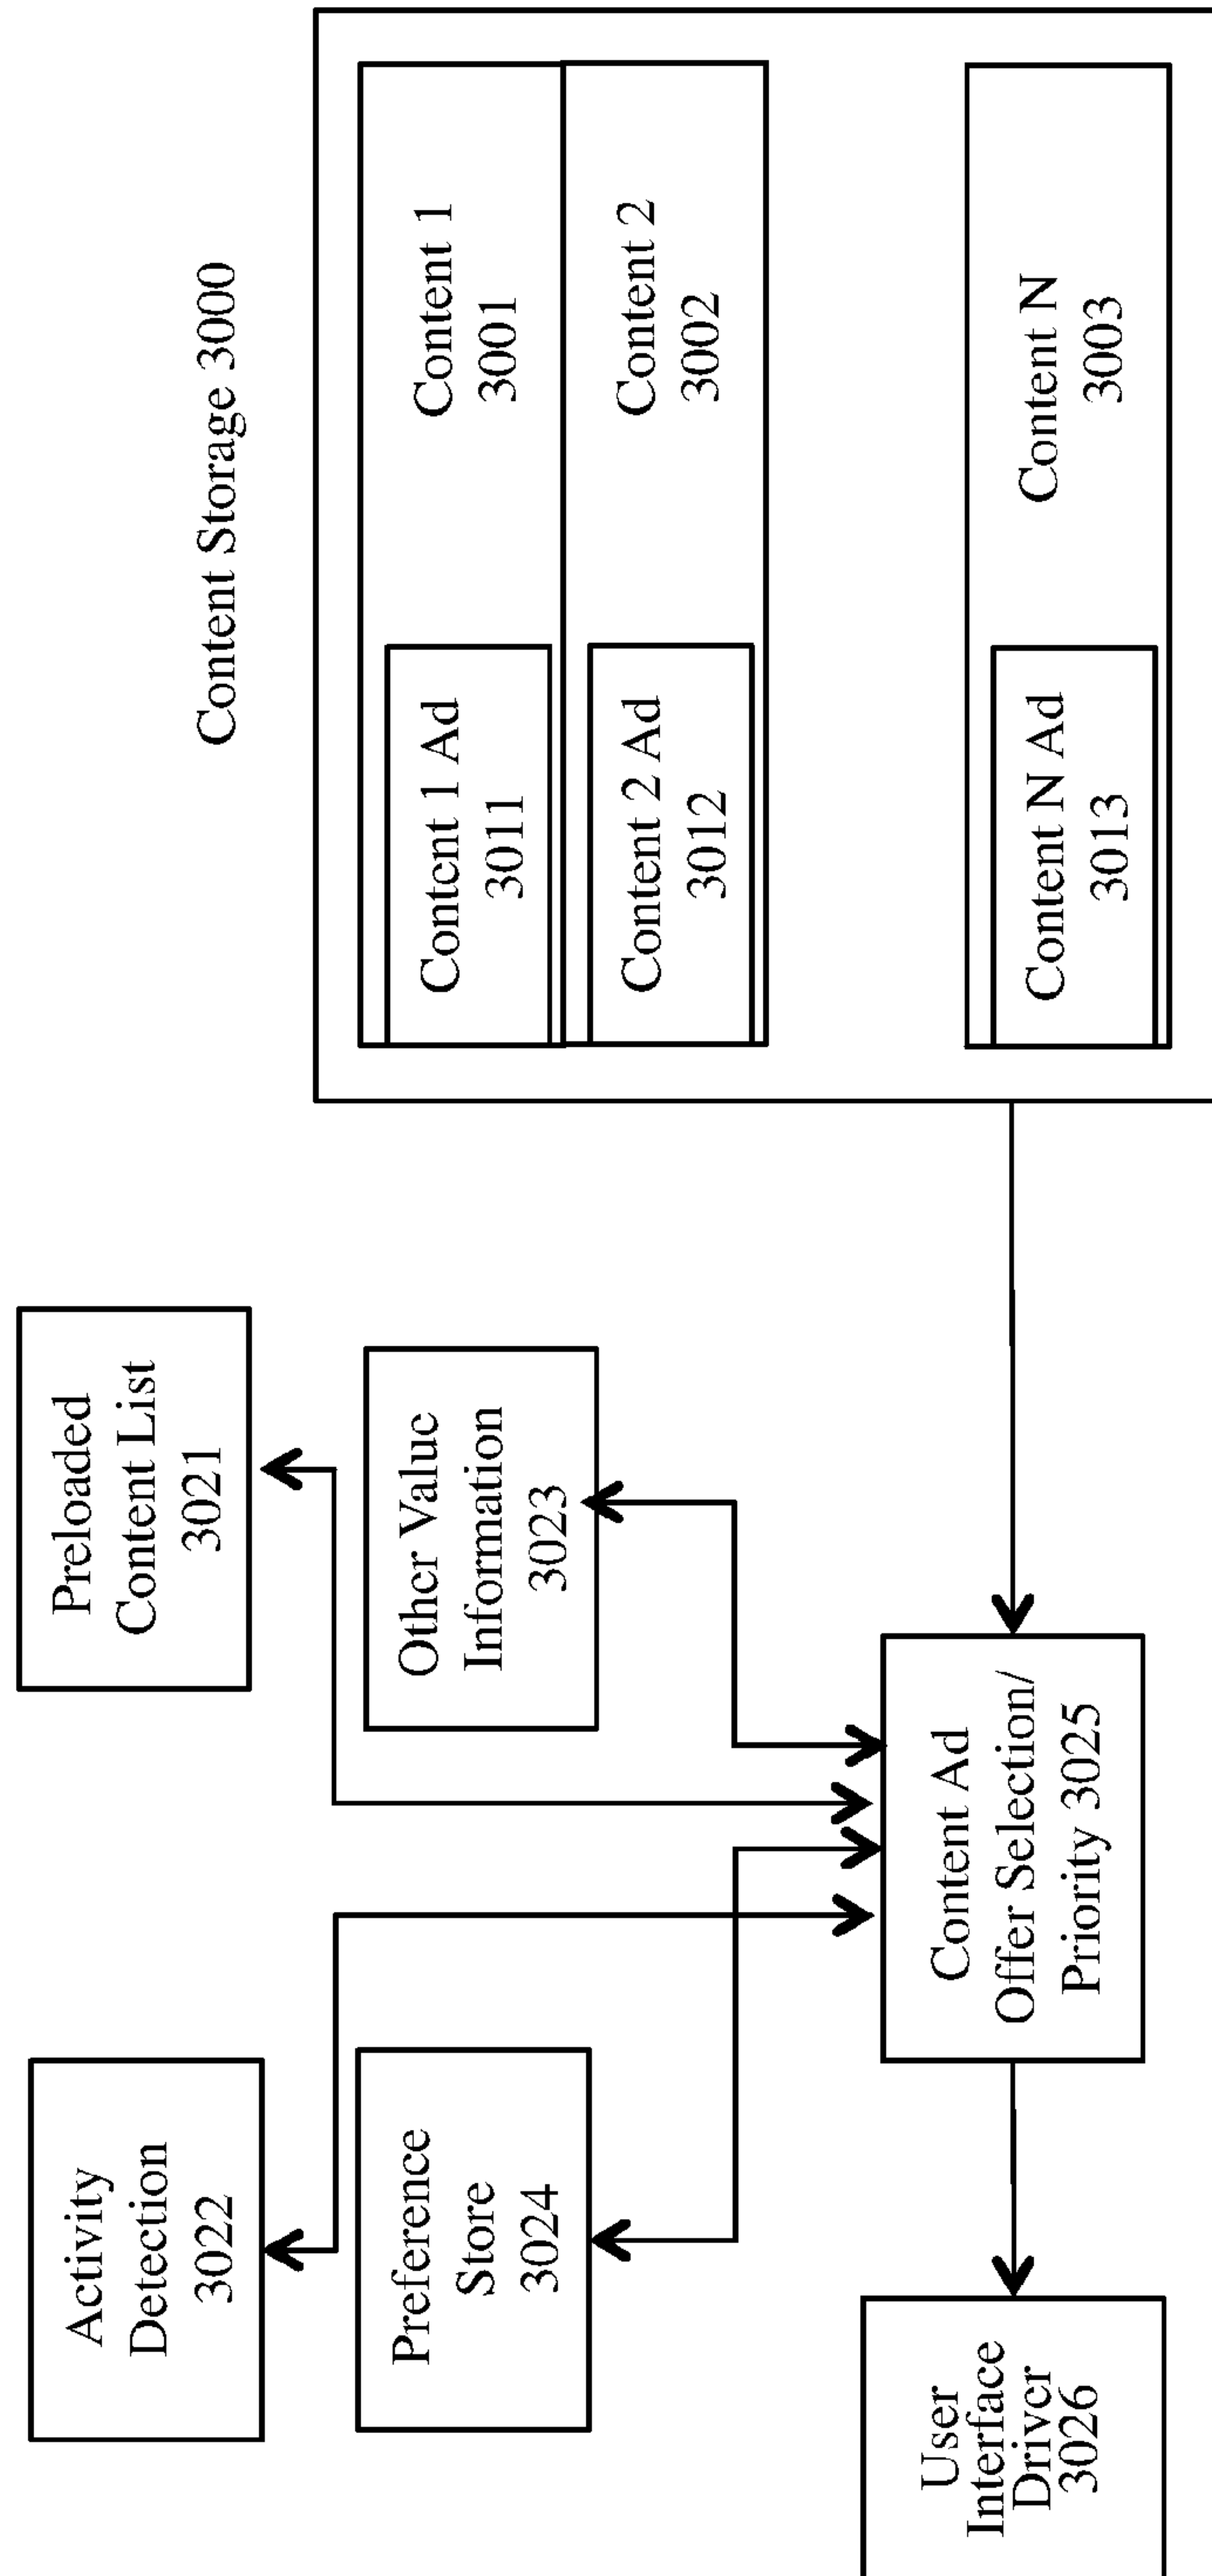 Activity
Detection
3022
Preloaded
Content List
3021
Content Storage 3000
Preference
Store
3024
Other Value
Information
3023
Content 1 Ad
3011
Content 1
3001
Content 2 Ad
3012
Content 2
3002
User
Interface
Driver
3026
Content Ad
Offer Selection/
Priority 3025
Content N Ad
3013
Content N
3003